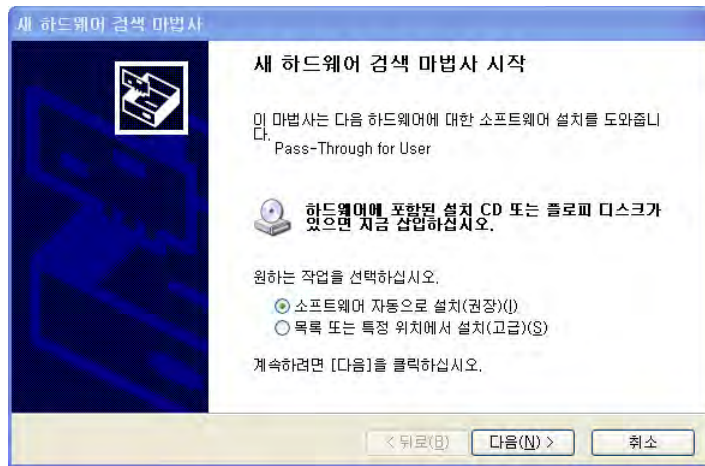 새 하드웨어 검색 마법사
새 하드웨어 검색 마법사 시작
이 마법사는 다음 하드웨어에 대한 소프트웨어 설치를 도와줍니
다.
Pass-Through for User
하드웨어에 포함된 설치 CD 또는 플로피 디스크가
있으면 지금 삽입하십시오.
원하는 작업을 선택하십시오.
소프트웨어 자동으로 설치(권장)(I)
목록 또는 특정 위치에서 설치(고급)(S)
계속하려면 [다음]을 클릭하십시오.
< 뒤로(B) 다음(N) > 취소